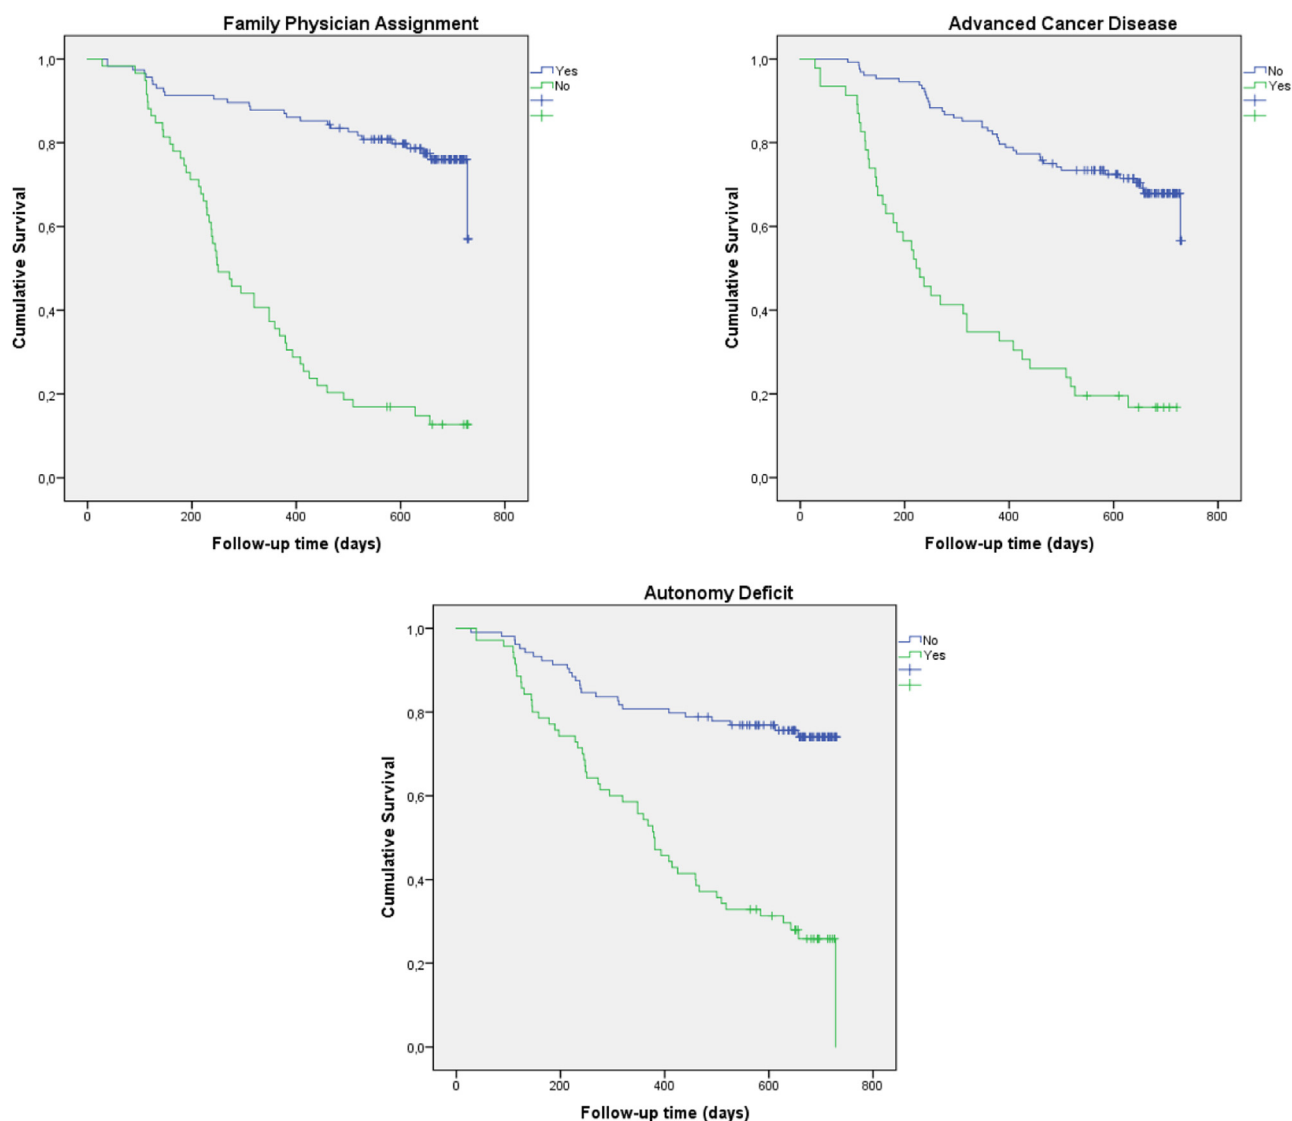 Family Physician Assignment
1,0
0,8
0,6
0,4
0,2
0,0
Cumulative Survival
0 200 400 600 800
Follow-up time (days)
Yes
No
Advanced Cancer Disease
1,0
0,8
0,6
0,4
0,2
0,0
Cumulative Survival
0 200 400 600 800
Follow-up time (days)
No
Yes
Autonomy Deficit
1,0
0,8
0,6
0,4
0,2
0,0
Cumulative Survival
0 200 400 600 800
Follow-up time (days)
No
Yes